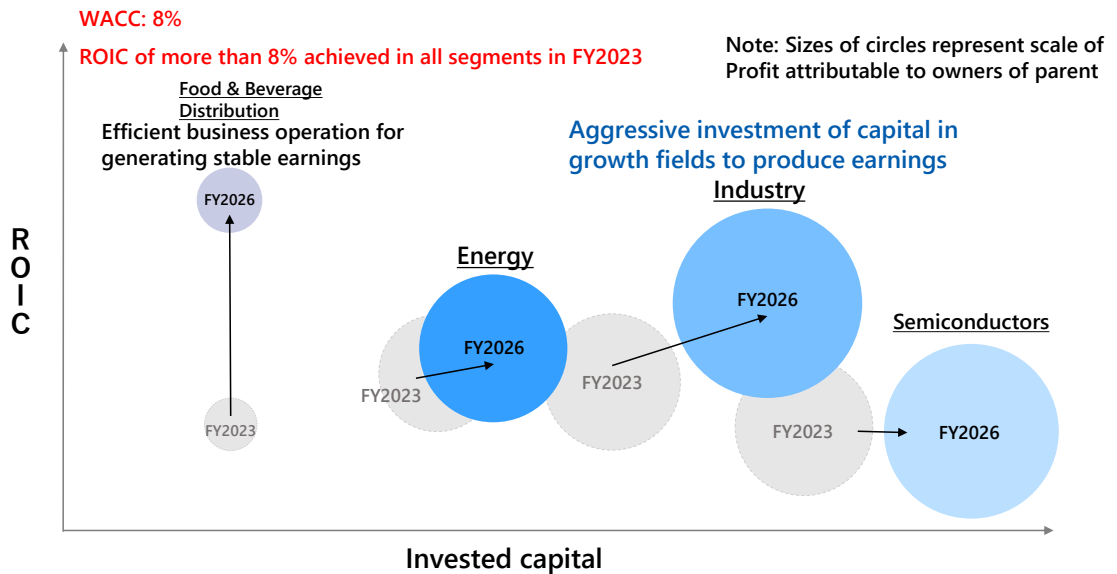 WACC: 8%
ROIC of more than 8% achieved in all segments in FY2023
Note: Sizes of circles represent scale of
Profit attributable to owners of parent
Food & Beverage
Distribution
Efficient business operation for
generating stable earnings
Aggressive investment of capital in
growth fields to produce earnings
Industry
FY2026
Energy
FY2026
FY2026
Semiconductors
FY2026
FY2023
FY2023
FY2023
FY2023
ROIC
Invested capital